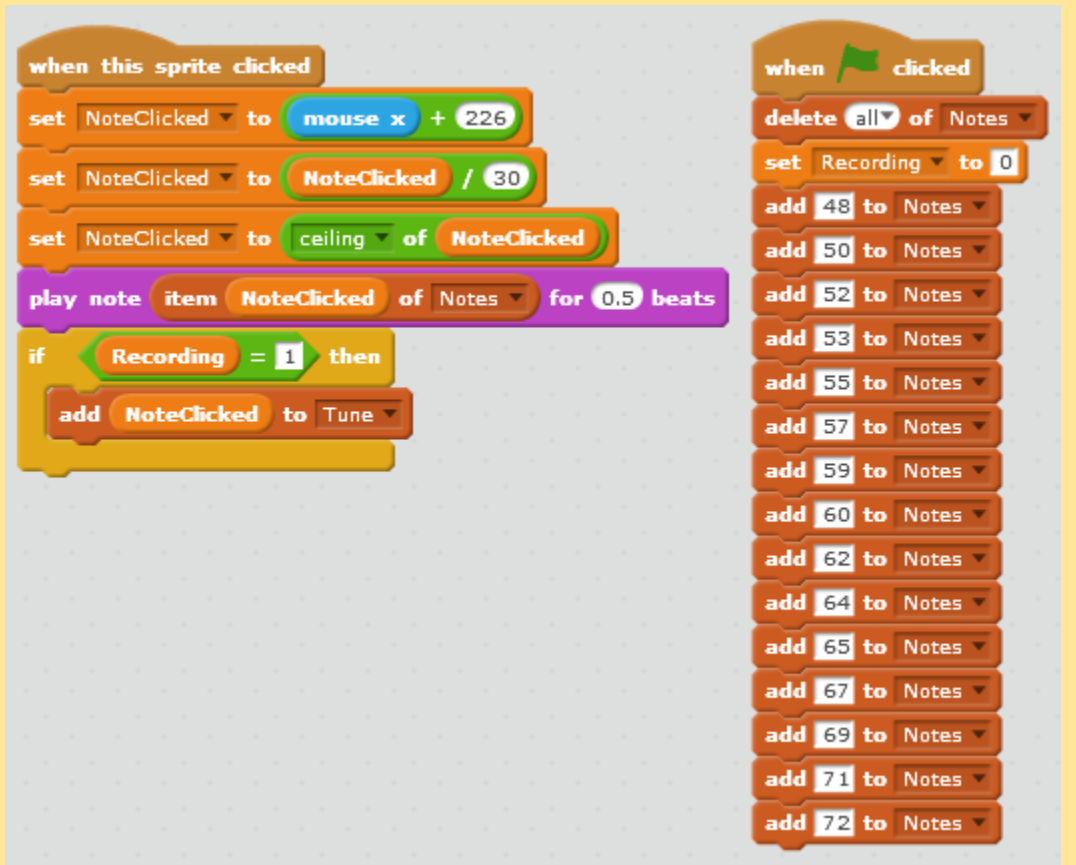 when this sprite clicked
set NoteClicked to mouse x + 226
set NoteClicked to NoteClicked / 30
set NoteClicked to ceiling of NoteClicked
play note item NoteClicked of Notes for 0.5 beats
if Recording = 1 then
add NoteClicked to Tune
when clicked
delete all of Notes
set Recording to 0
add 48 to Notes
add 50 to Notes
add 52 to Notes
add 53 to Notes
add 55 to Notes
add 57 to Notes
add 59 to Notes
add 60 to Notes
add 62 to Notes
add 64 to Notes
add 65 to Notes
add 67 to Notes
add 69 to Notes
add 71 to Notes
add 72 to Notes